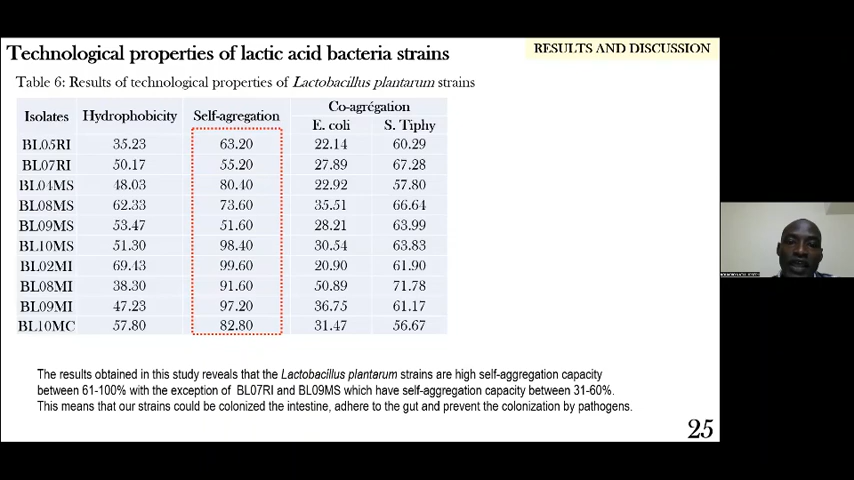 Technological properties of lactic acid bacteria strains
RESULTS AND DISCUSSION
Table 6: Results of technological properties of Lactobacillus plantarum strains
Isolates Hydrophobicity Self-agregation Co-agrégation
E. coli S. Tiphy
BL05RI 35.23 63.20 22.14 60.29
BL07RI 50.17 55.20 27.89 67.28
BL04MS 48.03 80.40 22.92 57.80
BL08MS 62.33 73.60 35.51 66.64
BL09MS 53.47 51.60 28.21 63.99
BL10MS 51.30 98.40 30.54 63.83
BL02MI 69.43 99.60 20.90 61.90
BL08MI 38.30 91.60 50.89 71.78
BL09MI 47.23 97.20 36.75 61.17
BL10MC 57.80 82.80 31.47 56.67
The results obtained in this study reveals that the Lactobacillus plantarum strains are high self-aggregation capacity
between 61-100% with the exception of BL07RI and BL09MS which have self-aggregation capacity between 31-60%.
This means that our strains could be colonized the intestine, adhere to the gut and prevent the colonization by pathogens.
25